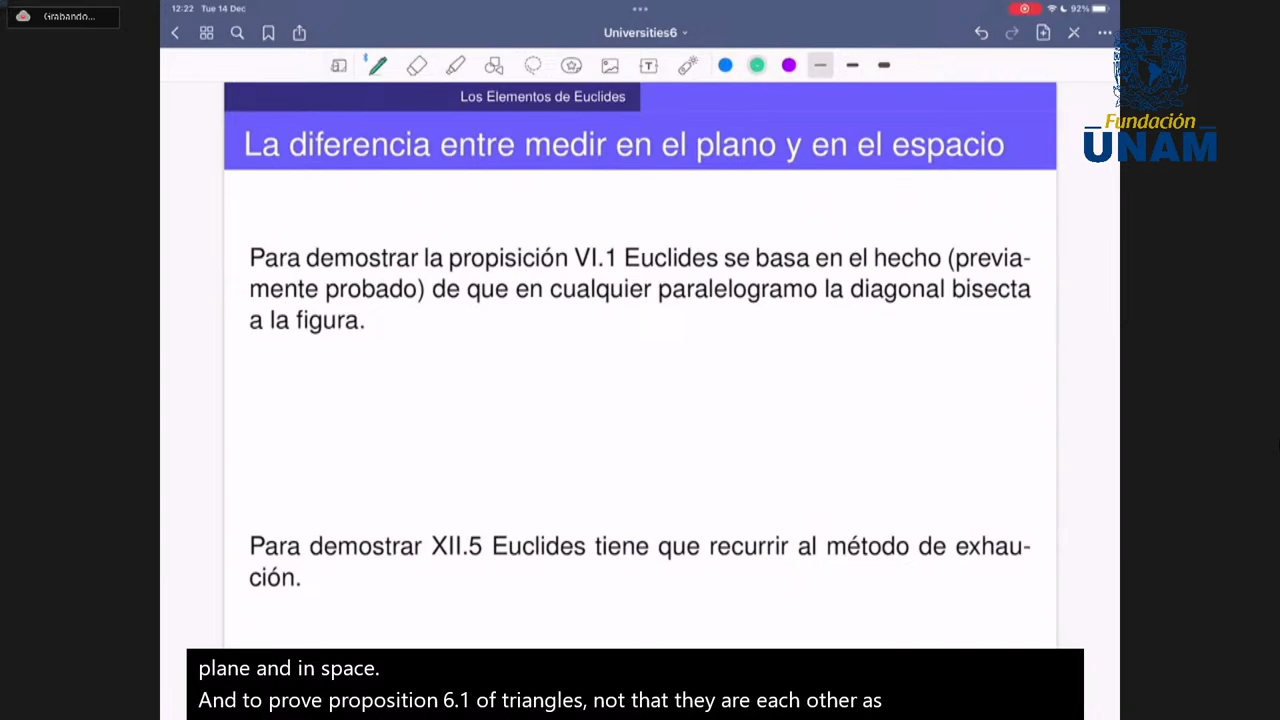 12:22 Tue 14 Dec
92%
Grabando...
Universities6
T
Los Elementos de Euclides
La diferencia entre medir en el plano y en el espacio
Fundación
UNAM
Para demostrar la propisición VI.1 Euclides se basa en el hecho (previa-
mente probado) de que en cualquier paralelogramo la diagonal bisecta
a la figura.
Para demostrar XII.5 Euclides tiene que recurrir al método de exhau-
ción.
plane and in space.
And to prove proposition 6.1 of triangles, not that they are each other as